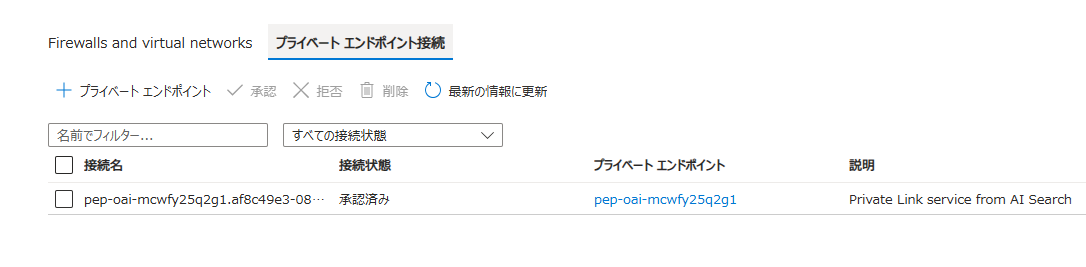 Firewalls and virtual networks プライベート エンドポイント接続
プライベート エンドポイント 承認 拒否 削除 最新の情報に更新
名前でフィルター... すべての接続状態
接続名 接続状態 プライベート エンドポイント 説明
pep-oai-mcwfy25q2g1.af8c49e3-08… 承認済み pep-oai-mcwfy25q2g1 Private Link service from AI Search